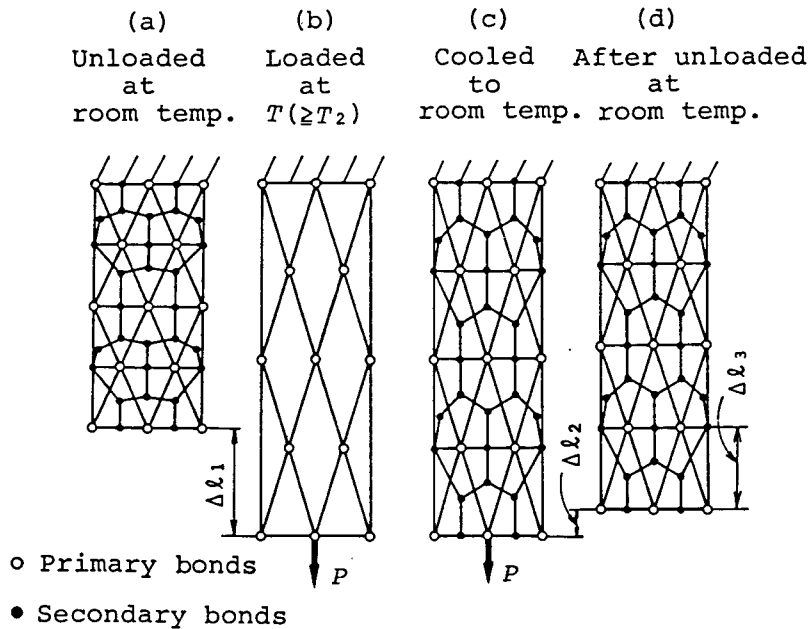 (a) (b) (c) (d)
Unloaded Loaded Cooled After unloaded
at at to at
room temp. T(≧T2) room temp. room temp.
Δℓ1
Δℓ2
Δℓ3
P P
Primary bonds
Secondary bonds